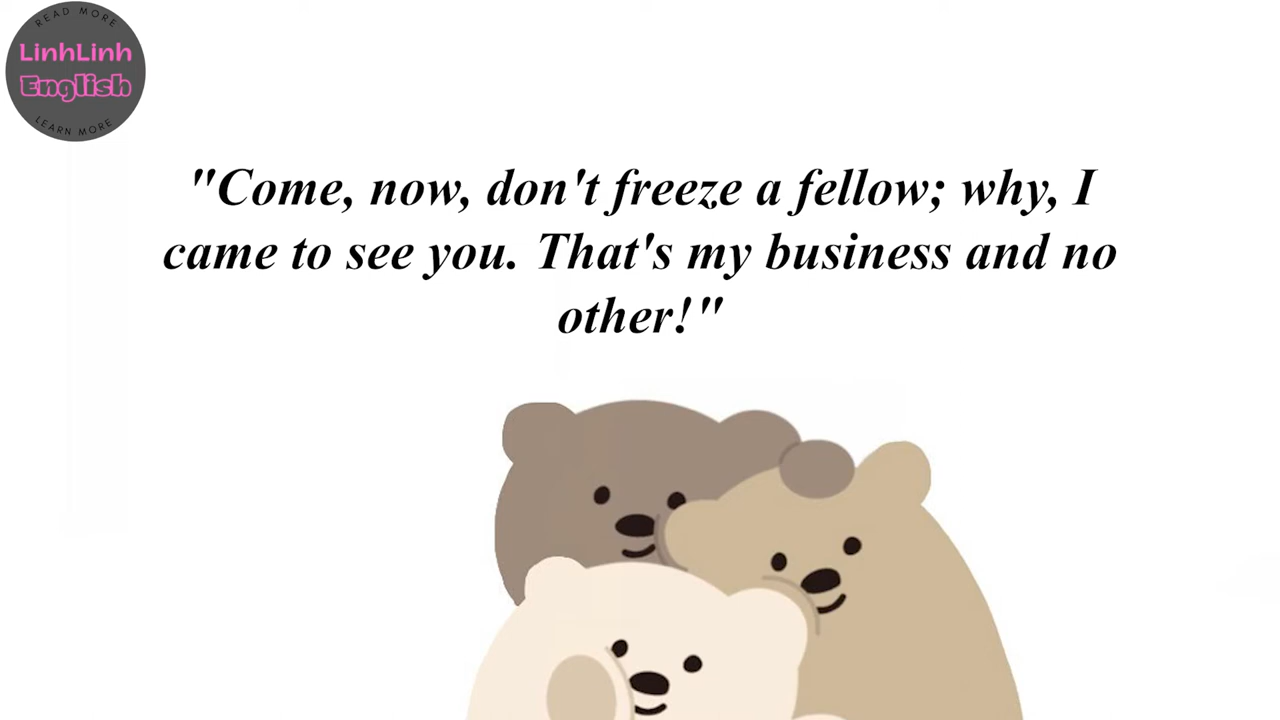 READ MORE
LinhLinh
English
LEARN MORE
"Come, now, don't freeze a fellow; why, I
came to see you. That's my business and no
other!"